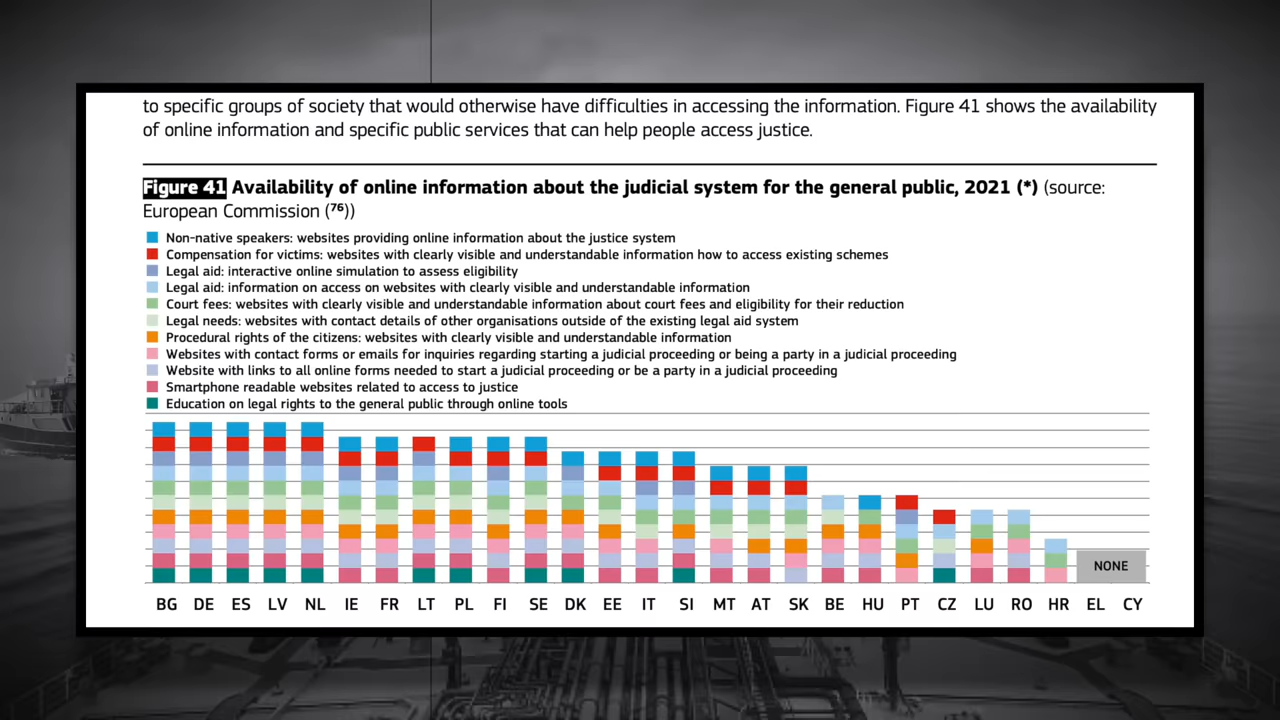 to specific groups of society that would otherwise have difficulties in accessing the information. Figure 41 shows the availability
of online information and specific public services that can help people access justice.
Figure 41 Availability of online information about the judicial system for the general public, 2021 (*) (source:
European Commission (⁷⁶))
Non-native speakers: websites providing online information about the justice system
Compensation for victims: websites with clearly visible and understandable information how to access existing schemes
Legal aid: interactive online simulation to assess eligibility
Legal aid: information on access on websites with clearly visible and understandable information
Court fees: websites with clearly visible and understandable information about court fees and eligibility for their reduction
Legal needs: websites with contact details of other organisations outside of the existing legal aid system
Procedural rights of the citizens: websites with clearly visible and understandable information
Websites with contact forms or emails for inquiries regarding starting a judicial proceeding or being a party in a judicial proceeding
Website with links to all online forms needed to start a judicial proceeding or be a party in a judicial proceeding
Smartphone readable websites related to access to justice
Education on legal rights to the general public through online tools
NONE
BG DE ES LV NL IE FR LT PL FI SE DK EE IT SI MT AT SK BE HU PT CZ LU RO HR EL CY